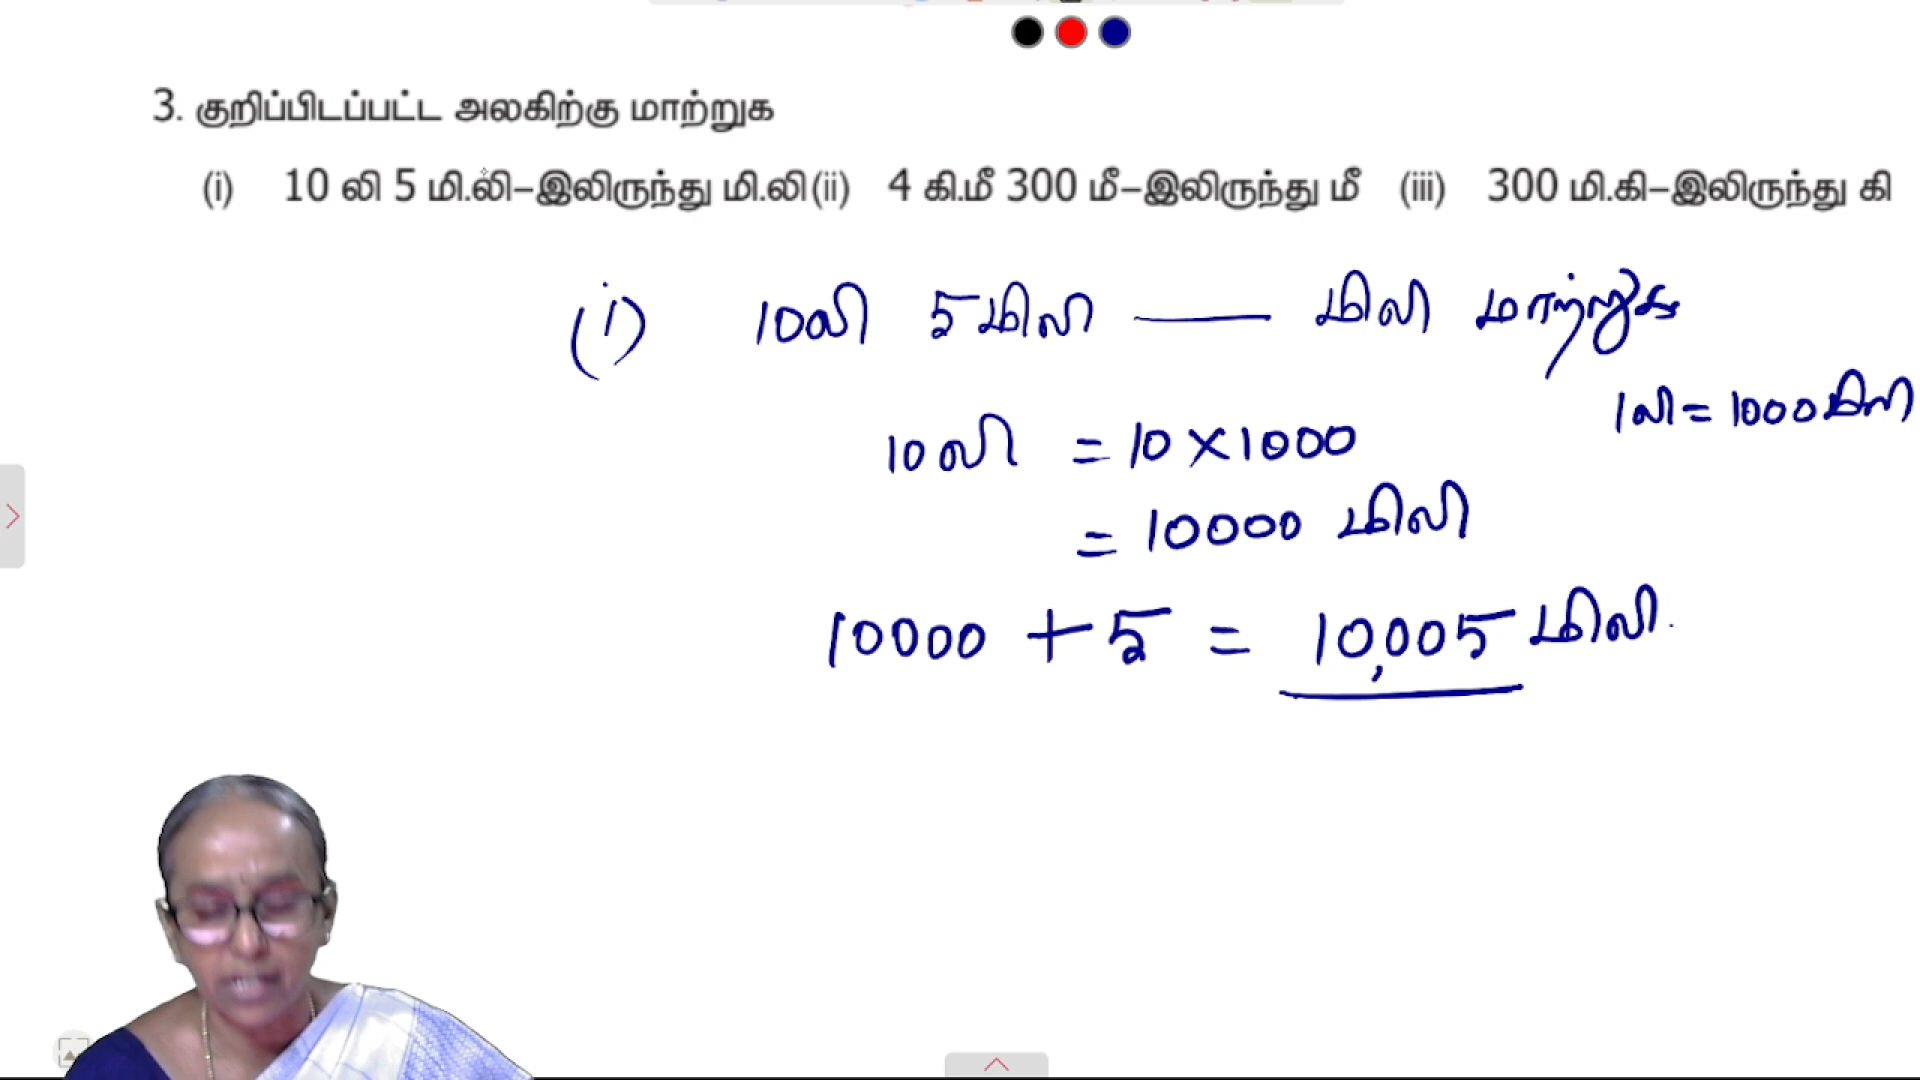 3. குறிப்பிடப்பட்ட அலகிற்கு மாற்றுக
(i) 10 லி 5 மி.லி–இலிருந்து மி.லி (ii) 4 கி.மீ 300 மீ–இலிருந்து மீ (iii) 300 மி.கி–இலிருந்து கி
(i) 10லி 5மிலி — மிலி மாற்றுக
1லி = 1000மிலி
10லி = 10 × 1000
= 10000 மிலி
10000 + 5 = 10,005 மிலி.